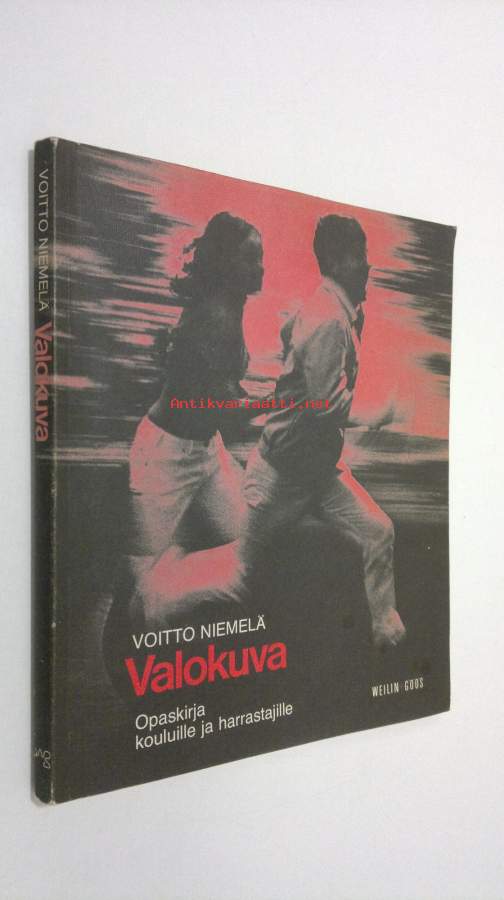 VOITTO NIEMELÄ Valokuva
Antikvariaatti.net
VOITTO NIEMELÄ
Valokuva
Opaskirja
kouluille ja harrastajille
WEILIN+GÖÖS